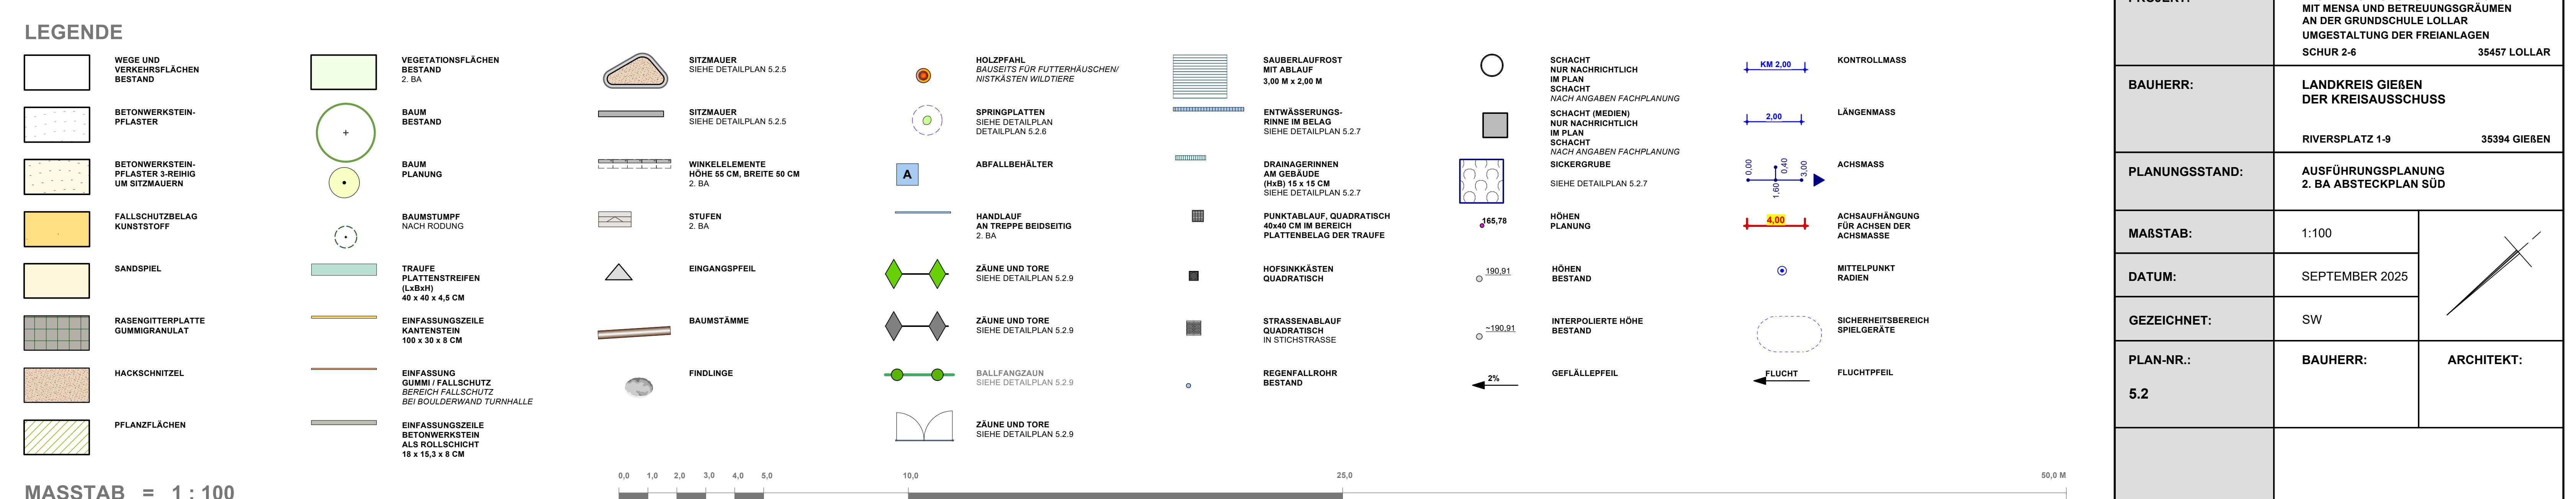 LEGENDE
WEGE UND
VERKEHRSFLÄCHEN
BESTAND
BETONWERKSTEIN-
PFLASTER
BETONWERKSTEIN-
PFLASTER 3-REIHIG
UM SITZMAUERN
FALLSCHUTZBELAG
KUNSTSTOFF
SANDSPIEL
RASENGITTERPLATTE
GUMMIGRANULAT
HACKSCHNITZEL
PFLANZFLÄCHEN
VEGETATIONSFLÄCHEN
BESTAND
2. BA
BAUM
BESTAND
BAUM
PLANUNG
BAUMSTUMPF
NACH RODUNG
TRAUFE
PLATTENSTREIFEN
(LxBxH)
40 x 40 x 4,5 CM
EINFASSUNGSZEILE
KANTENSTEIN
100 x 30 x 8 CM
EINFASSUNG
GUMMI / FALLSCHUTZ
BEREICH FALLSCHUTZ
BEI BOULDERWAND TURNHALLE
EINFASSUNGSZEILE
BETONWERKSTEIN
ALS ROLLSCHICHT
18 x 15,3 x 8 CM
SITZMAUER
SIEHE DETAILPLAN 5.2.5
SITZMAUER
SIEHE DETAILPLAN 5.2.5
WINKELELEMENTE
HÖHE 55 CM, BREITE 50 CM
2. BA
STUFEN
2. BA
EINGANGSPFEIL
BAUMSTÄMME
FINDLINGE
HOLZPFAHL
BAUSEITS FÜR FUTTERHÄUSCHEN/
NISTKÄSTEN WILDTIERE
SPRINGPLATTEN
SIEHE DETAILPLAN
DETAILPLAN 5.2.6
A
ABFALLBEHÄLTER
HANDLAUF
AN TREPPE BEIDSEITIG
2. BA
ZÄUNE UND TORE
SIEHE DETAILPLAN 5.2.9
ZÄUNE UND TORE
SIEHE DETAILPLAN 5.2.9
BALLFANGZAUN
SIEHE DETAILPLAN 5.2.9
ZÄUNE UND TORE
SIEHE DETAILPLAN 5.2.9
SAUBERLAUFROST
MIT ABLAUF
3,00 M x 2,00 M
ENTWÄSSERUNGS-
RINNE IM BELAG
SIEHE DETAILPLAN 5.2.7
DRAINAGERINNEN
AM GEBÄUDE
(HxB) 15 x 15 CM
SIEHE DETAILPLAN 5.2.7
PUNKTABLAUF, QUADRATISCH
40x40 CM IM BEREICH
PLATTENBELAG DER TRAUFE
HOFSINKKÄSTEN
QUADRATISCH
STRASSENABLAUF
QUADRATISCH
IN STICHSTRASSE
REGENFALLROHR
BESTAND
SCHACHT
NUR NACHRICHTLICH
IM PLAN
SCHACHT
NACH ANGABEN FACHPLANUNG
SCHACHT (MEDIEN)
NUR NACHRICHTLICH
IM PLAN
SCHACHT
NACH ANGABEN FACHPLANUNG
SICKERGRUBE
SIEHE DETAILPLAN 5.2.7
165,78
HÖHEN
PLANUNG
190,91
HÖHEN
BESTAND
~190,91
INTERPOLIERTE HÖHE
BESTAND
2%
GEFÄLLEPFEIL
KM 2,00
KONTROLLMASS
2,00
LÄNGENMASS
0,00
1,60
0,40
3,00
ACHSMASS
4,00
ACHSAUFHÄNGUNG
FÜR ACHSEN DER
ACHSMASSE
MITTELPUNKT
RADIEN
SICHERHEITSBEREICH
SPIELGERÄTE
FLUCHT
FLUCHTPFEIL
MASSTAB = 1 : 100
0,0 1,0 2,0 3,0 4,0 5,0 10,0 25,0 50,0 M
MIT MENSA UND BETREUUNGSRÄUMEN
AN DER GRUNDSCHULE LOLLAR
UMGESTALTUNG DER FREIANLAGEN
SCHUR 2-6 35457 LOLLAR
BAUHERR:
LANDKREIS GIEßEN
DER KREISAUSSCHUSS
RIVERSPLATZ 1-9 35394 GIEßEN
PLANUNGSSTAND:
AUSFÜHRUNGSPLANUNG
2. BA ABSTECKPLAN SÜD
MAßSTAB: 1:100
DATUM: SEPTEMBER 2025
GEZEICHNET: SW
PLAN-NR.:
5.2
BAUHERR: ARCHITEKT: